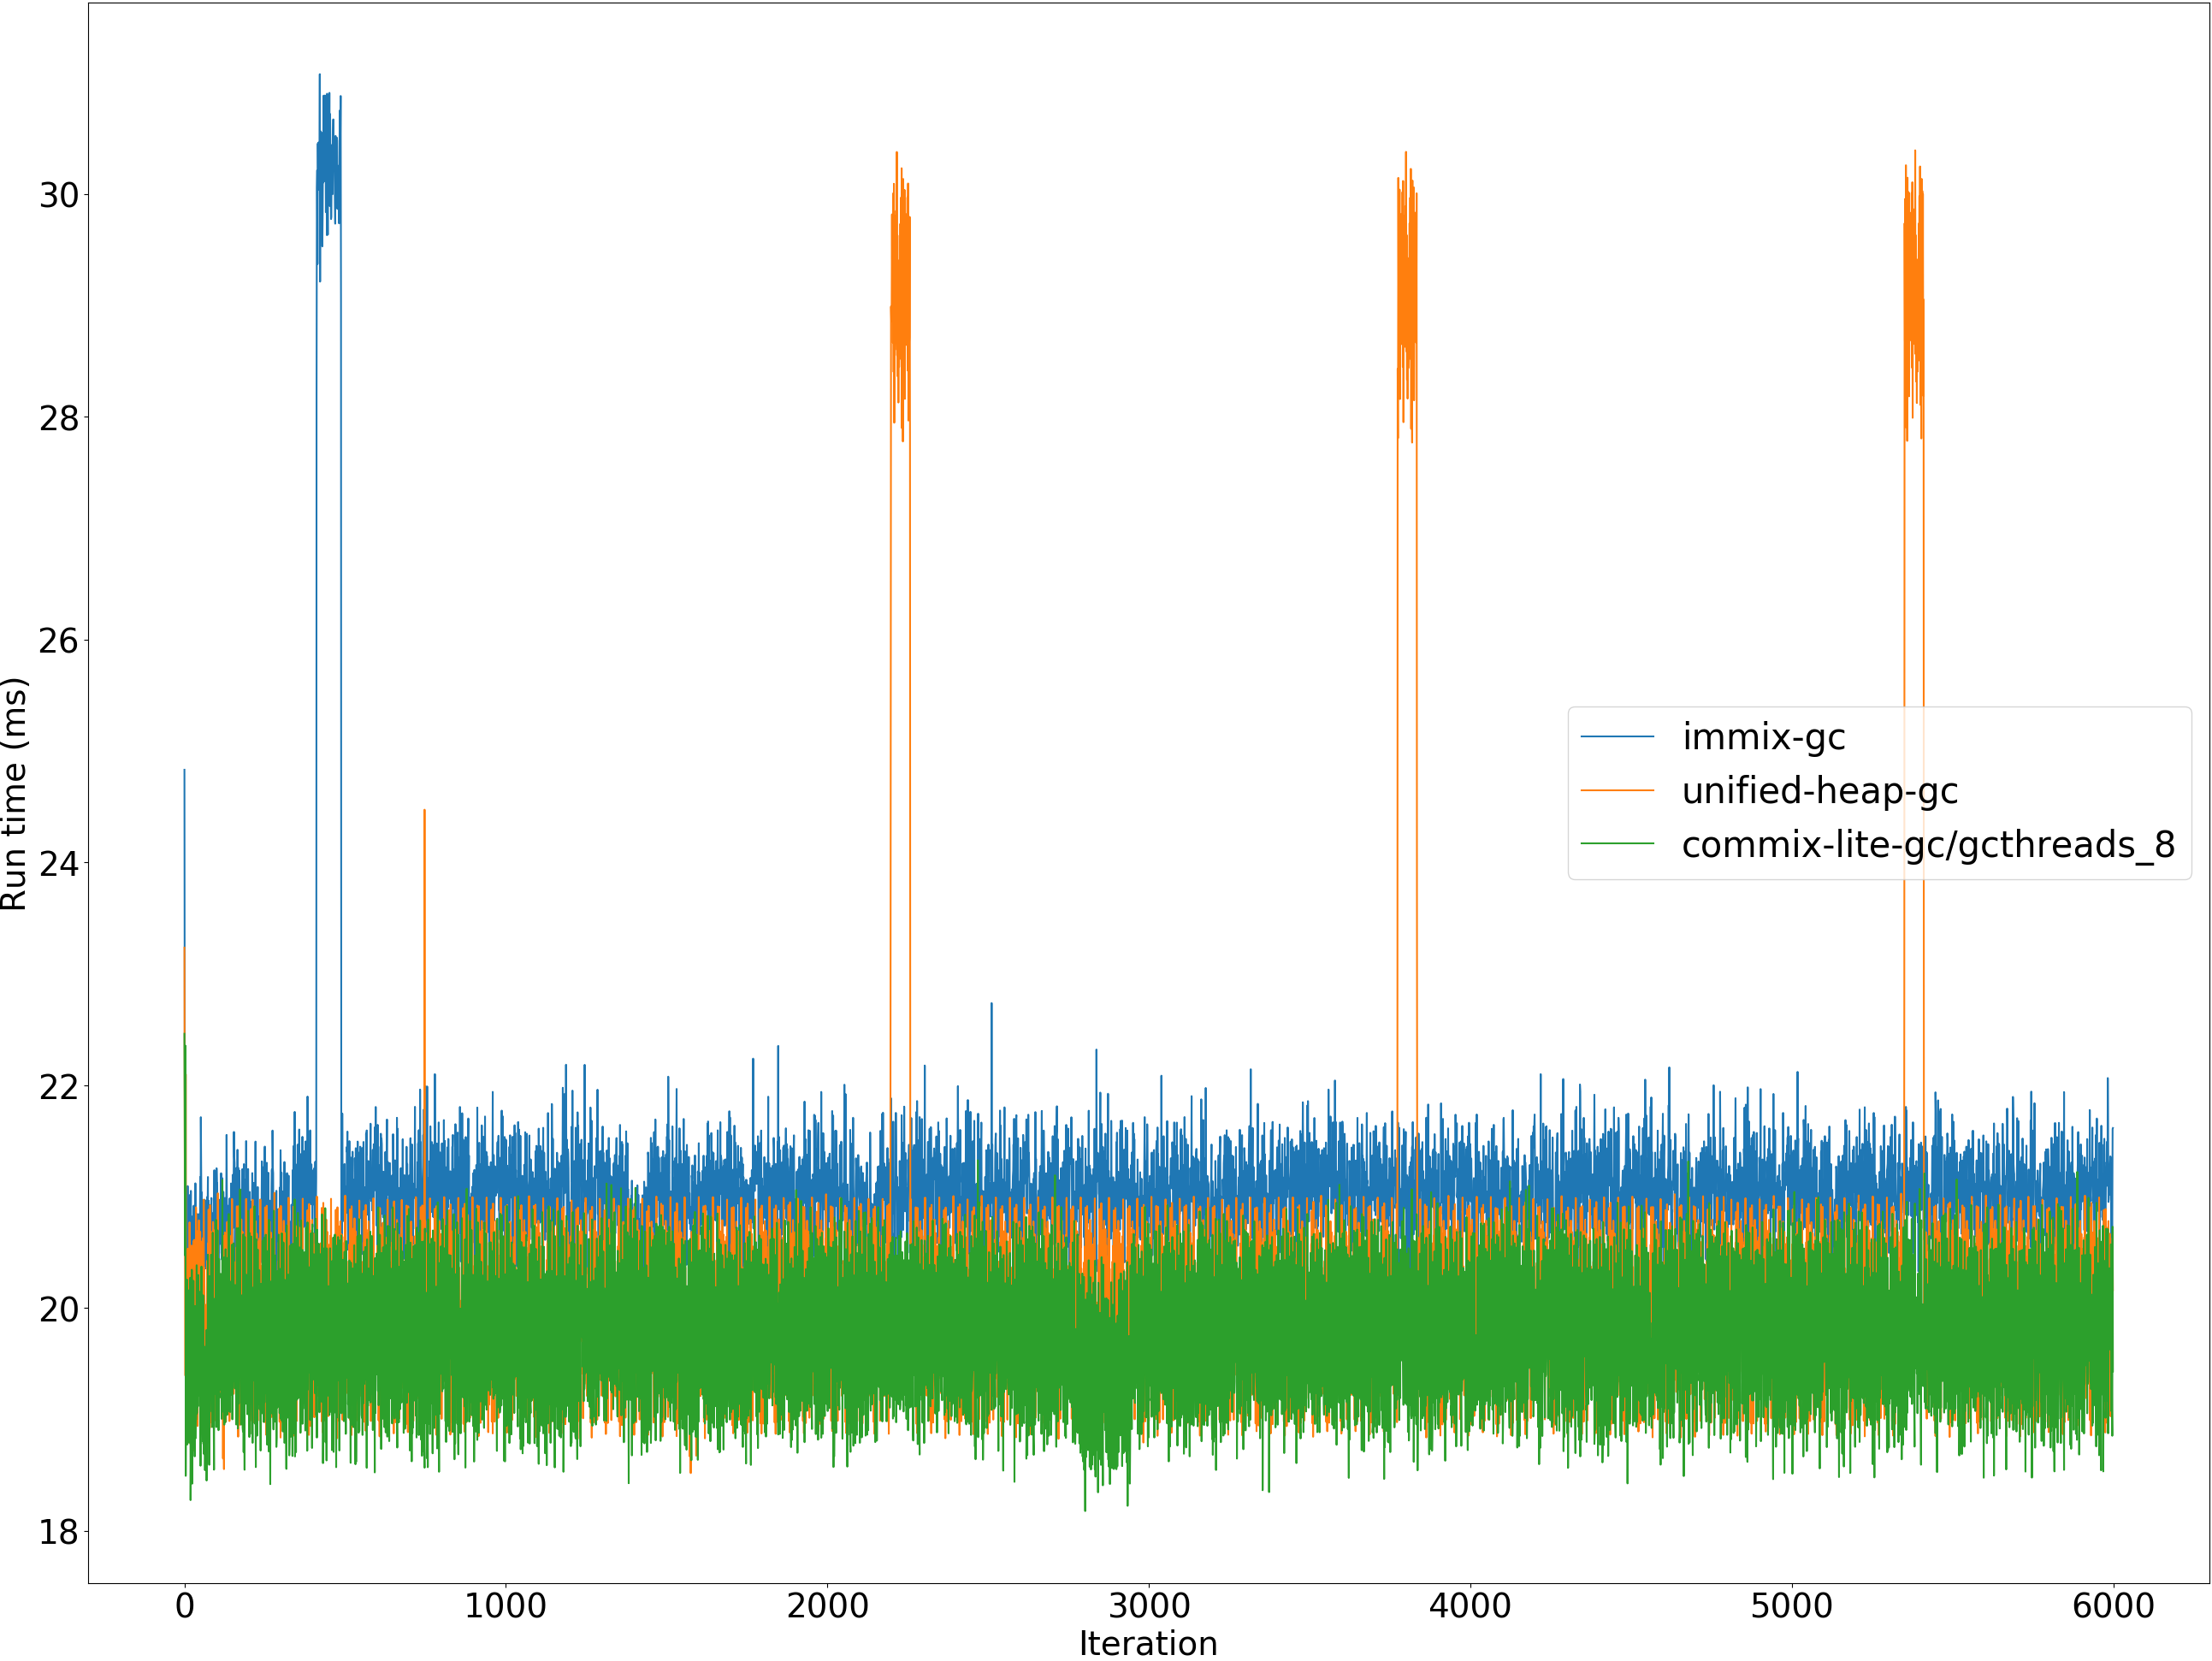 30
28
26
24
22
20
18
Run time (ms)
immix-gc
unified-heap-gc
commix-lite-gc/gcthreads_8
0 1000 2000 3000 4000 5000 6000
Iteration